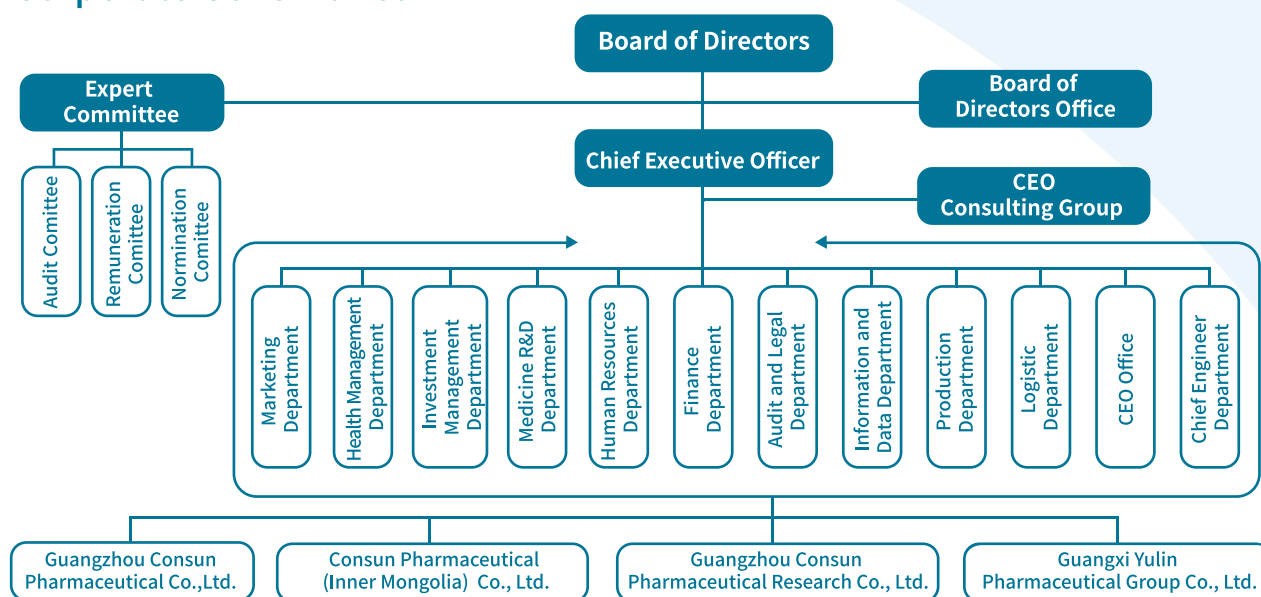 Board of Directors
Expert
Committee
Board of
Directors Office
Chief Executive Officer
CEO
Consulting Group
Audit Comittee
Remuneration
Comittee
Normination
Comittee
Marketing
Department
Health Management
Department
Investment
Management
Department
Medicine R&D
Department
Human Resources
Department
Finance
Department
Audit and Legal
Department
Information and
Data Department
Production
Department
Logistic
Department
CEO Office
Chief Engineer
Department
Guangzhou Consun
Pharmaceutical Co.,Ltd.
Consun Pharmaceutical
(Inner Mongolia) Co., Ltd.
Guangzhou Consun
Pharmaceutical Research Co., Ltd.
Guangxi Yulin
Pharmaceutical Group Co., Ltd.